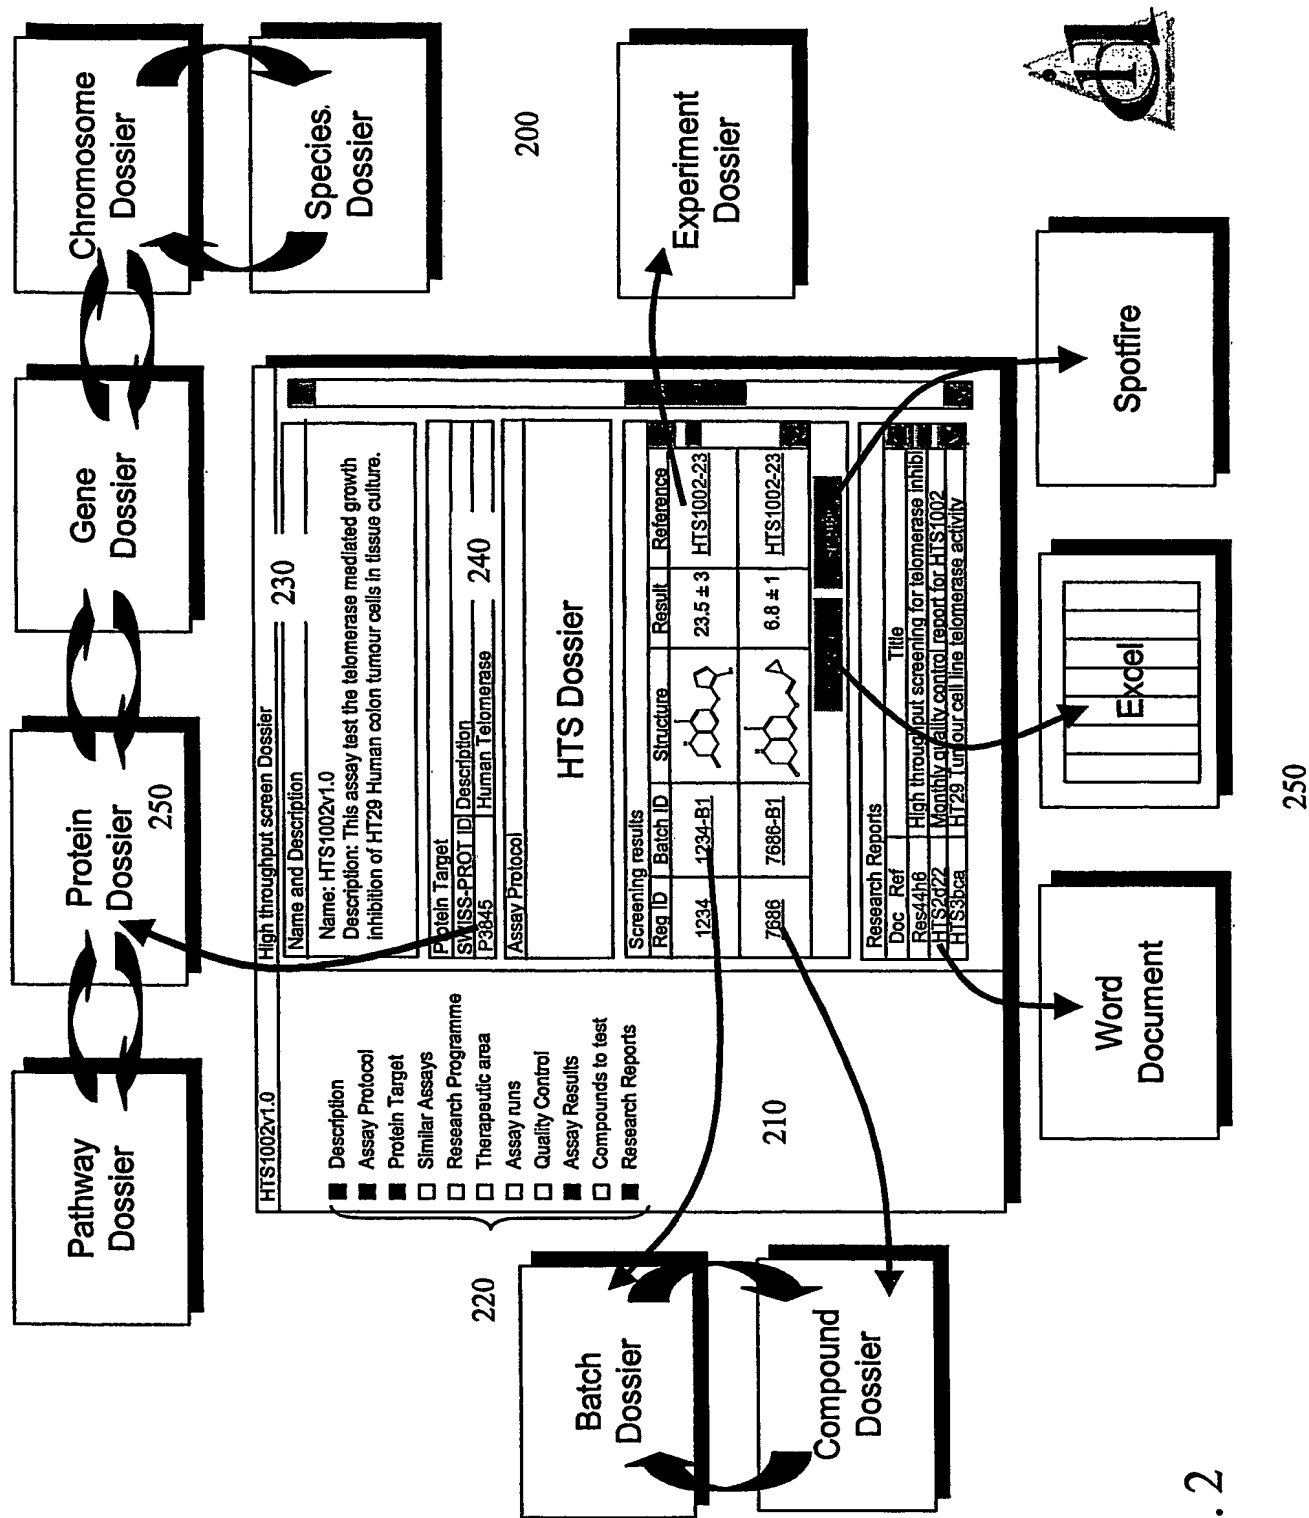 Pathway
Dossier
Protein
Dossier
250
Gene
Dossier
Chromosome
Dossier
Species.
Dossier
200
Experiment
Dossier
HTS1002v1.0
High throughput screen Dossier
Description
Assay Protocol
Protein Target
Similar Assays
Research Programme
Therapeutic area
Assay runs
Quality Control
Assay Results
Compounds to test
Research Reports
220
210
Name and Description
230
Name: HTS1002v1.0
Description: This assay test the telomerase mediated growth
inhibition of HT29 Human colon tumour cells in tissue culture.
Protein Target
SWISS-PROT ID Description
P3845 Human Telomerase
240
Assay Protocol
HTS Dossier
Screening results
Reg ID Batch ID Structure Result Reference
1234 1234-B1 23.5 ± 3 HTS1002-23
7686 7686-B1 6.8 ± 1 HTS1002-23
Research Reports
Doc Ref Title
Res44h6 High throughput screening for telomerase inhibi
HTS2d22 Monthly quality control report for HTS1002
HTS3bca HT29 Tumour cell line telomerase activity
Batch
Dossier
Compound
Dossier
Word
Document
Excel
Spotfire
250
. 2